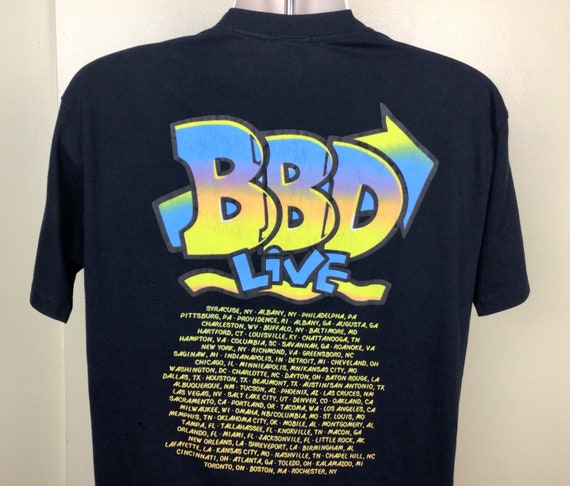 BBD
LiVE
SYRACUSE, NY · ALBANY, NY · PHILADELPHIA, PA
PITTSBURG, PA · PROVIDENCE, RI · ALBANY, GA · AUGUSTA, GA
CHARLESTON, WV · BUFFALO, NY · BALTIMORE, MD
HARTFORD, CT · LOUISVILLE, KY · CHATTANOOGA, TN
HAMPTON, VA · COLUMBIA, SC · SAVANNAH, GA · ROANOKE, VA
NEW YORK, NY · RICHMOND, VA · GREENSBORO, NC
SAGINAW, MI · INDIANAPOLIS, IN · DETROIT, MI · CHEVELAND, OH
CHICAGO, IL · MINNEAPOLIS, MN/KANSAS CITY, MO
WASHINGTON, DC · CHARLOTTE, NC · DAYTON, OH · BATON ROUGE, LA
DALLAS, TX · HOUSTON, TX · BEAUMONT, TX · AUSTIN/SAN ANTONIO, TX
ALBUQUERQUE, NM · TUCSON, AZ · PHOENIX, AZ · LAS CRUCES, NM
LAS VEGAS, NV · SALT LAKE CITY, UT · DENVER, CO · OAKLAND, CA
SACRAMENTO, CA · PORTLAND, OR · TACOMA, WA · LOS ANGELES, CA
MILWAUKEE, WI · OMAHA, NB/COLUMBIA, MO · ST. LOUIS, MO
MEMPHIS, TN · OKLAHOMA CITY, OK · MOBILE, AL · MONTGOMERY, AL
TAMPA, FL · TALLAHASSEE, FL · KNOXVILLE, TN · MACON, GA
ORLANDO, FL · MIAMI, FL · JACKSONVILLE, FL · LITTLE ROCK, AK
NEW ORLEANS, LA · SHREVEPORT, LA · BIRMINGHAM, AL
LAFAYETTE, LA · KANSAS CITY, MO · NASHVILLE, TN · CHAPEL HILL, NC
CINCINNATI, OH · ATLANTA, GA · TOLEDO, OH · KALAMAZOO, MI
TORONTO, ON · BOSTON, MA · ROCHESTER, NY